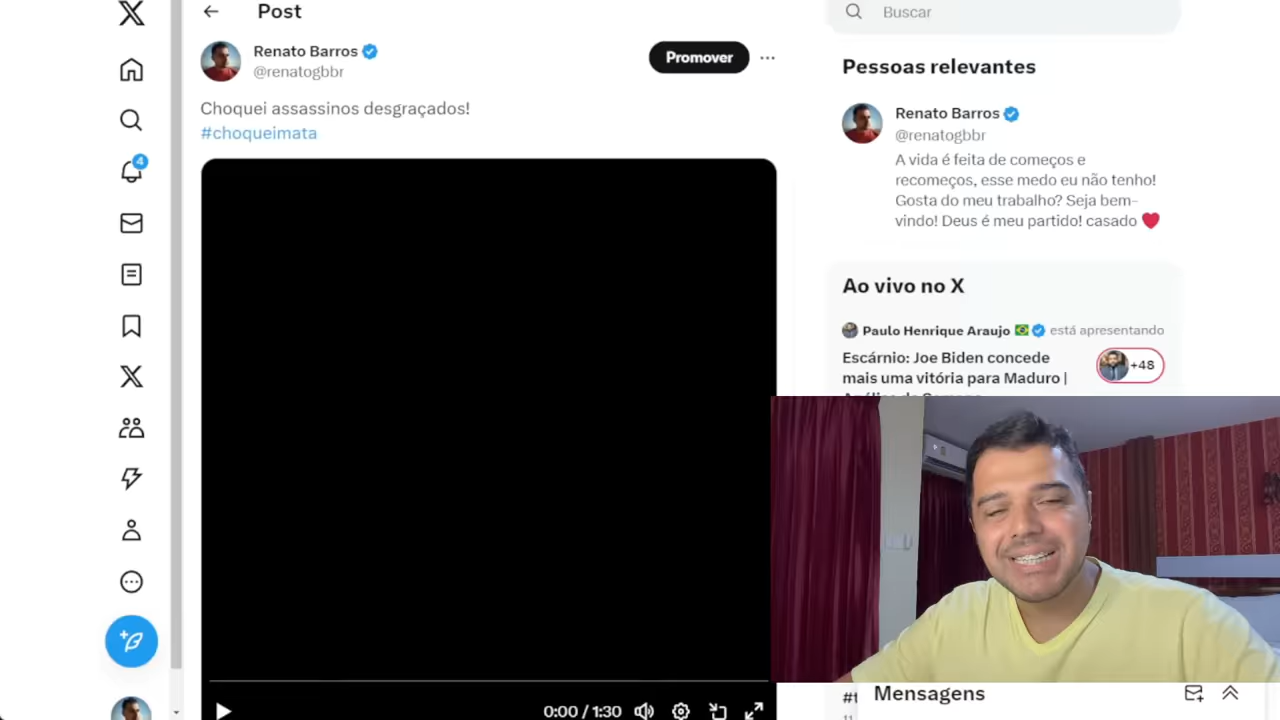 Post
Renato Barros
@renatogbbr
Promover
Choquei assassinos desgraçados!
#choqueimata
4
0:00 / 1:30
Buscar
Pessoas relevantes
Renato Barros
@renatogbbr
A vida é feita de começos e
recomeços, esse medo eu não tenho!
Gosta do meu trabalho? Seja bem-
vindo! Deus é meu partido! casado
Ao vivo no X
Paulo Henrique Araujo está apresentando
Escárnio: Joe Biden concede
mais uma vitória para Maduro |
+48
Mensagens